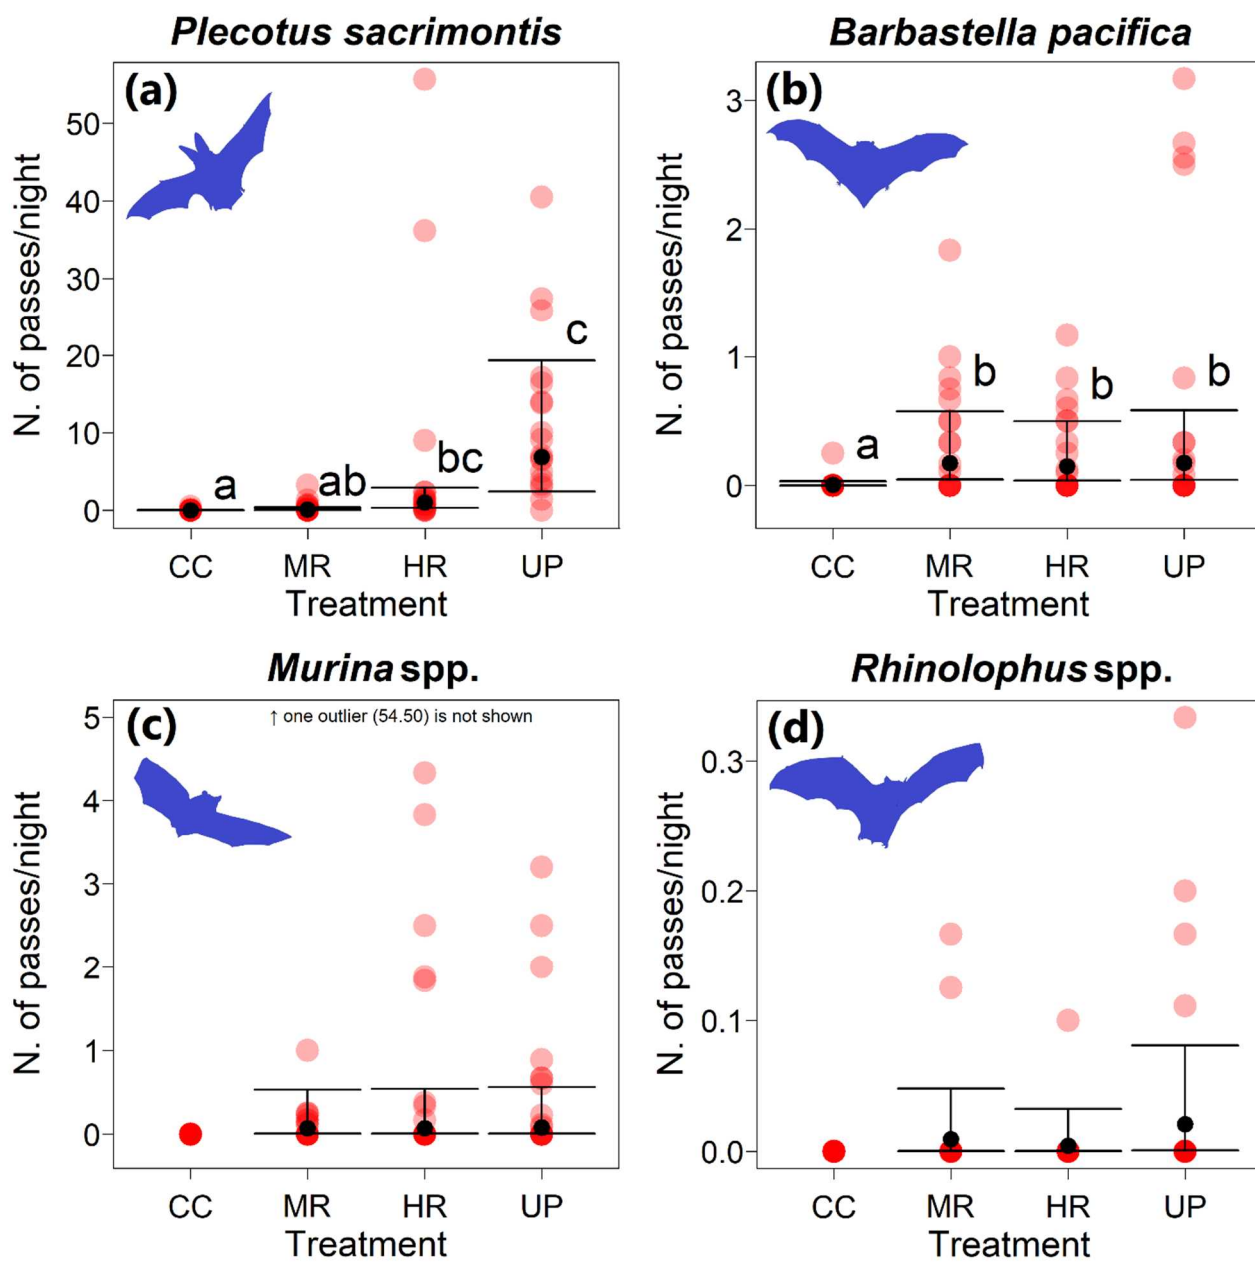 Plecotus sacrimontis
(a)
N. of passes/night
50
40
30
20
10
0
a
ab
bc
c
CC MR HR UP
Treatment
Barbastella pacifica
(b)
N. of passes/night
3
2
1
0
a
b
b
b
CC MR HR UP
Treatment
Murina spp.
(c)
↑ one outlier (54.50) is not shown
N. of passes/night
5
4
3
2
1
0
CC MR HR UP
Treatment
Rhinolophus spp.
(d)
N. of passes/night
0.3
0.2
0.1
0.0
CC MR HR UP
Treatment